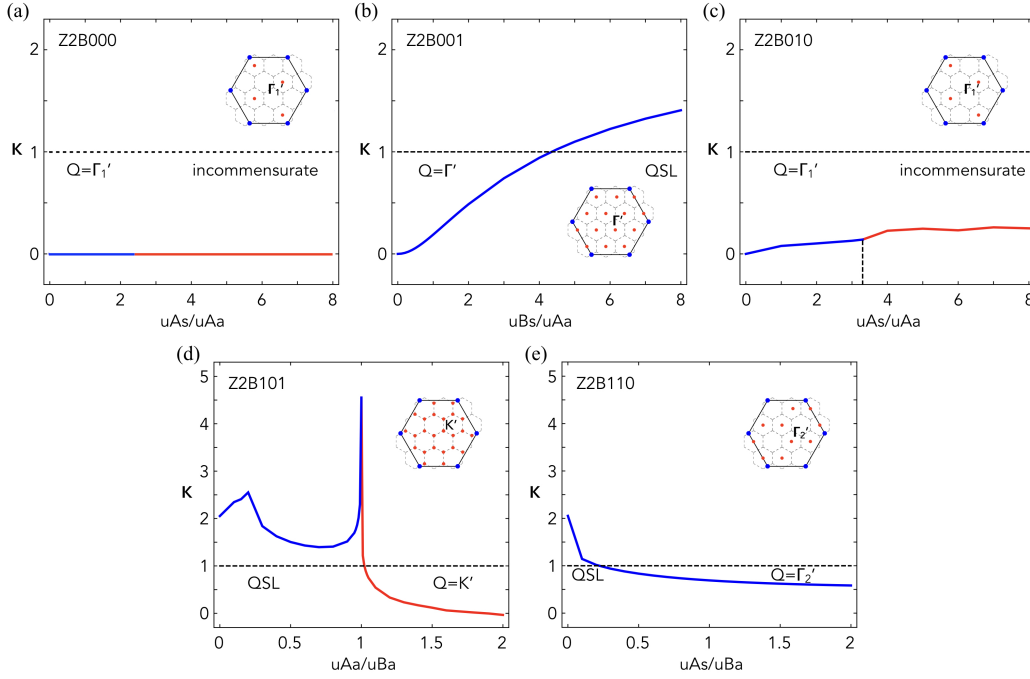 (a)
Z2B000
2
1
0
K
Γ₁'
Q=Γ₁'
incommensurate
0 2 4 6 8
uAs/uAa
(b)
Z2B001
2
1
0
K
Q=Γ'
QSL
Γ'
0 2 4 6 8
uBs/uAa
(c)
Z2B010
2
1
0
K
Γ₁'
Q=Γ₁'
incommensurate
0 2 4 6 8
uAs/uAa
(d)
Z2B101
5
4
3
2
1
0
K
K'
QSL
Q=K'
0 0.5 1 1.5 2
uAa/uBa
(e)
Z2B110
5
4
3
2
1
0
K
Γ₂'
QSL
Q=Γ₂'
0 0.5 1 1.5 2
uAs/uBa